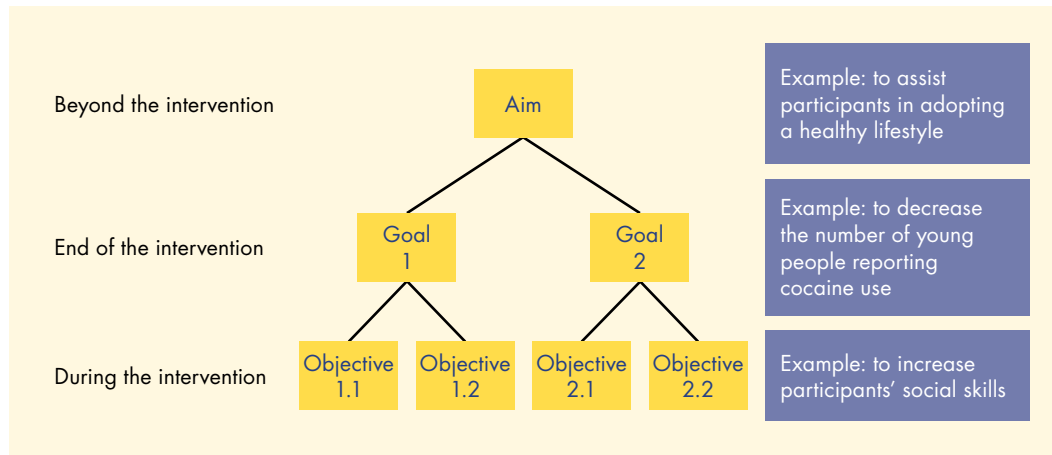 Beyond the intervention
Aim
Example: to assist
participants in adopting
a healthy lifestyle
End of the intervention
Goal
1
Goal
2
Example: to decrease
the number of young
people reporting
cocaine use
During the intervention
Objective
1.1
Objective
1.2
Objective
2.1
Objective
2.2
Example: to increase
participants’ social skills